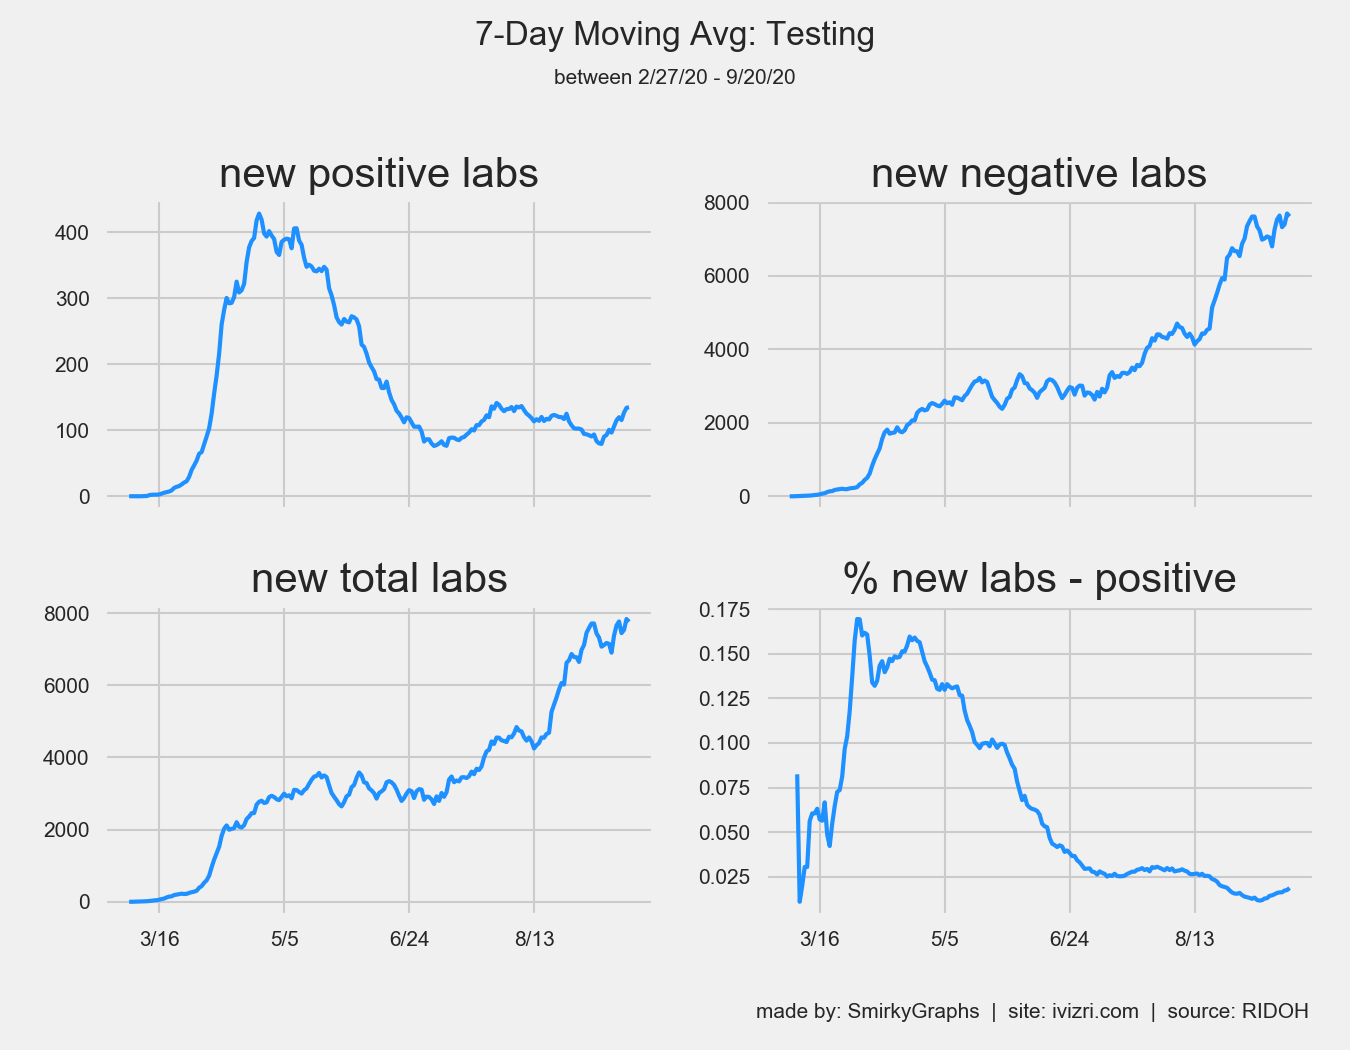 7-Day Moving Avg: Testing
between 2/27/20 - 9/20/20
new positive labs
400
300
200
100
0
new negative labs
8000
6000
4000
2000
0
new total labs
8000
6000
4000
2000
0
3/16 5/5 6/24 8/13
% new labs - positive
0.175
0.150
0.125
0.100
0.075
0.050
0.025
3/16 5/5 6/24 8/13
made by: SmirkyGraphs | site: ivizri.com | source: RIDOH